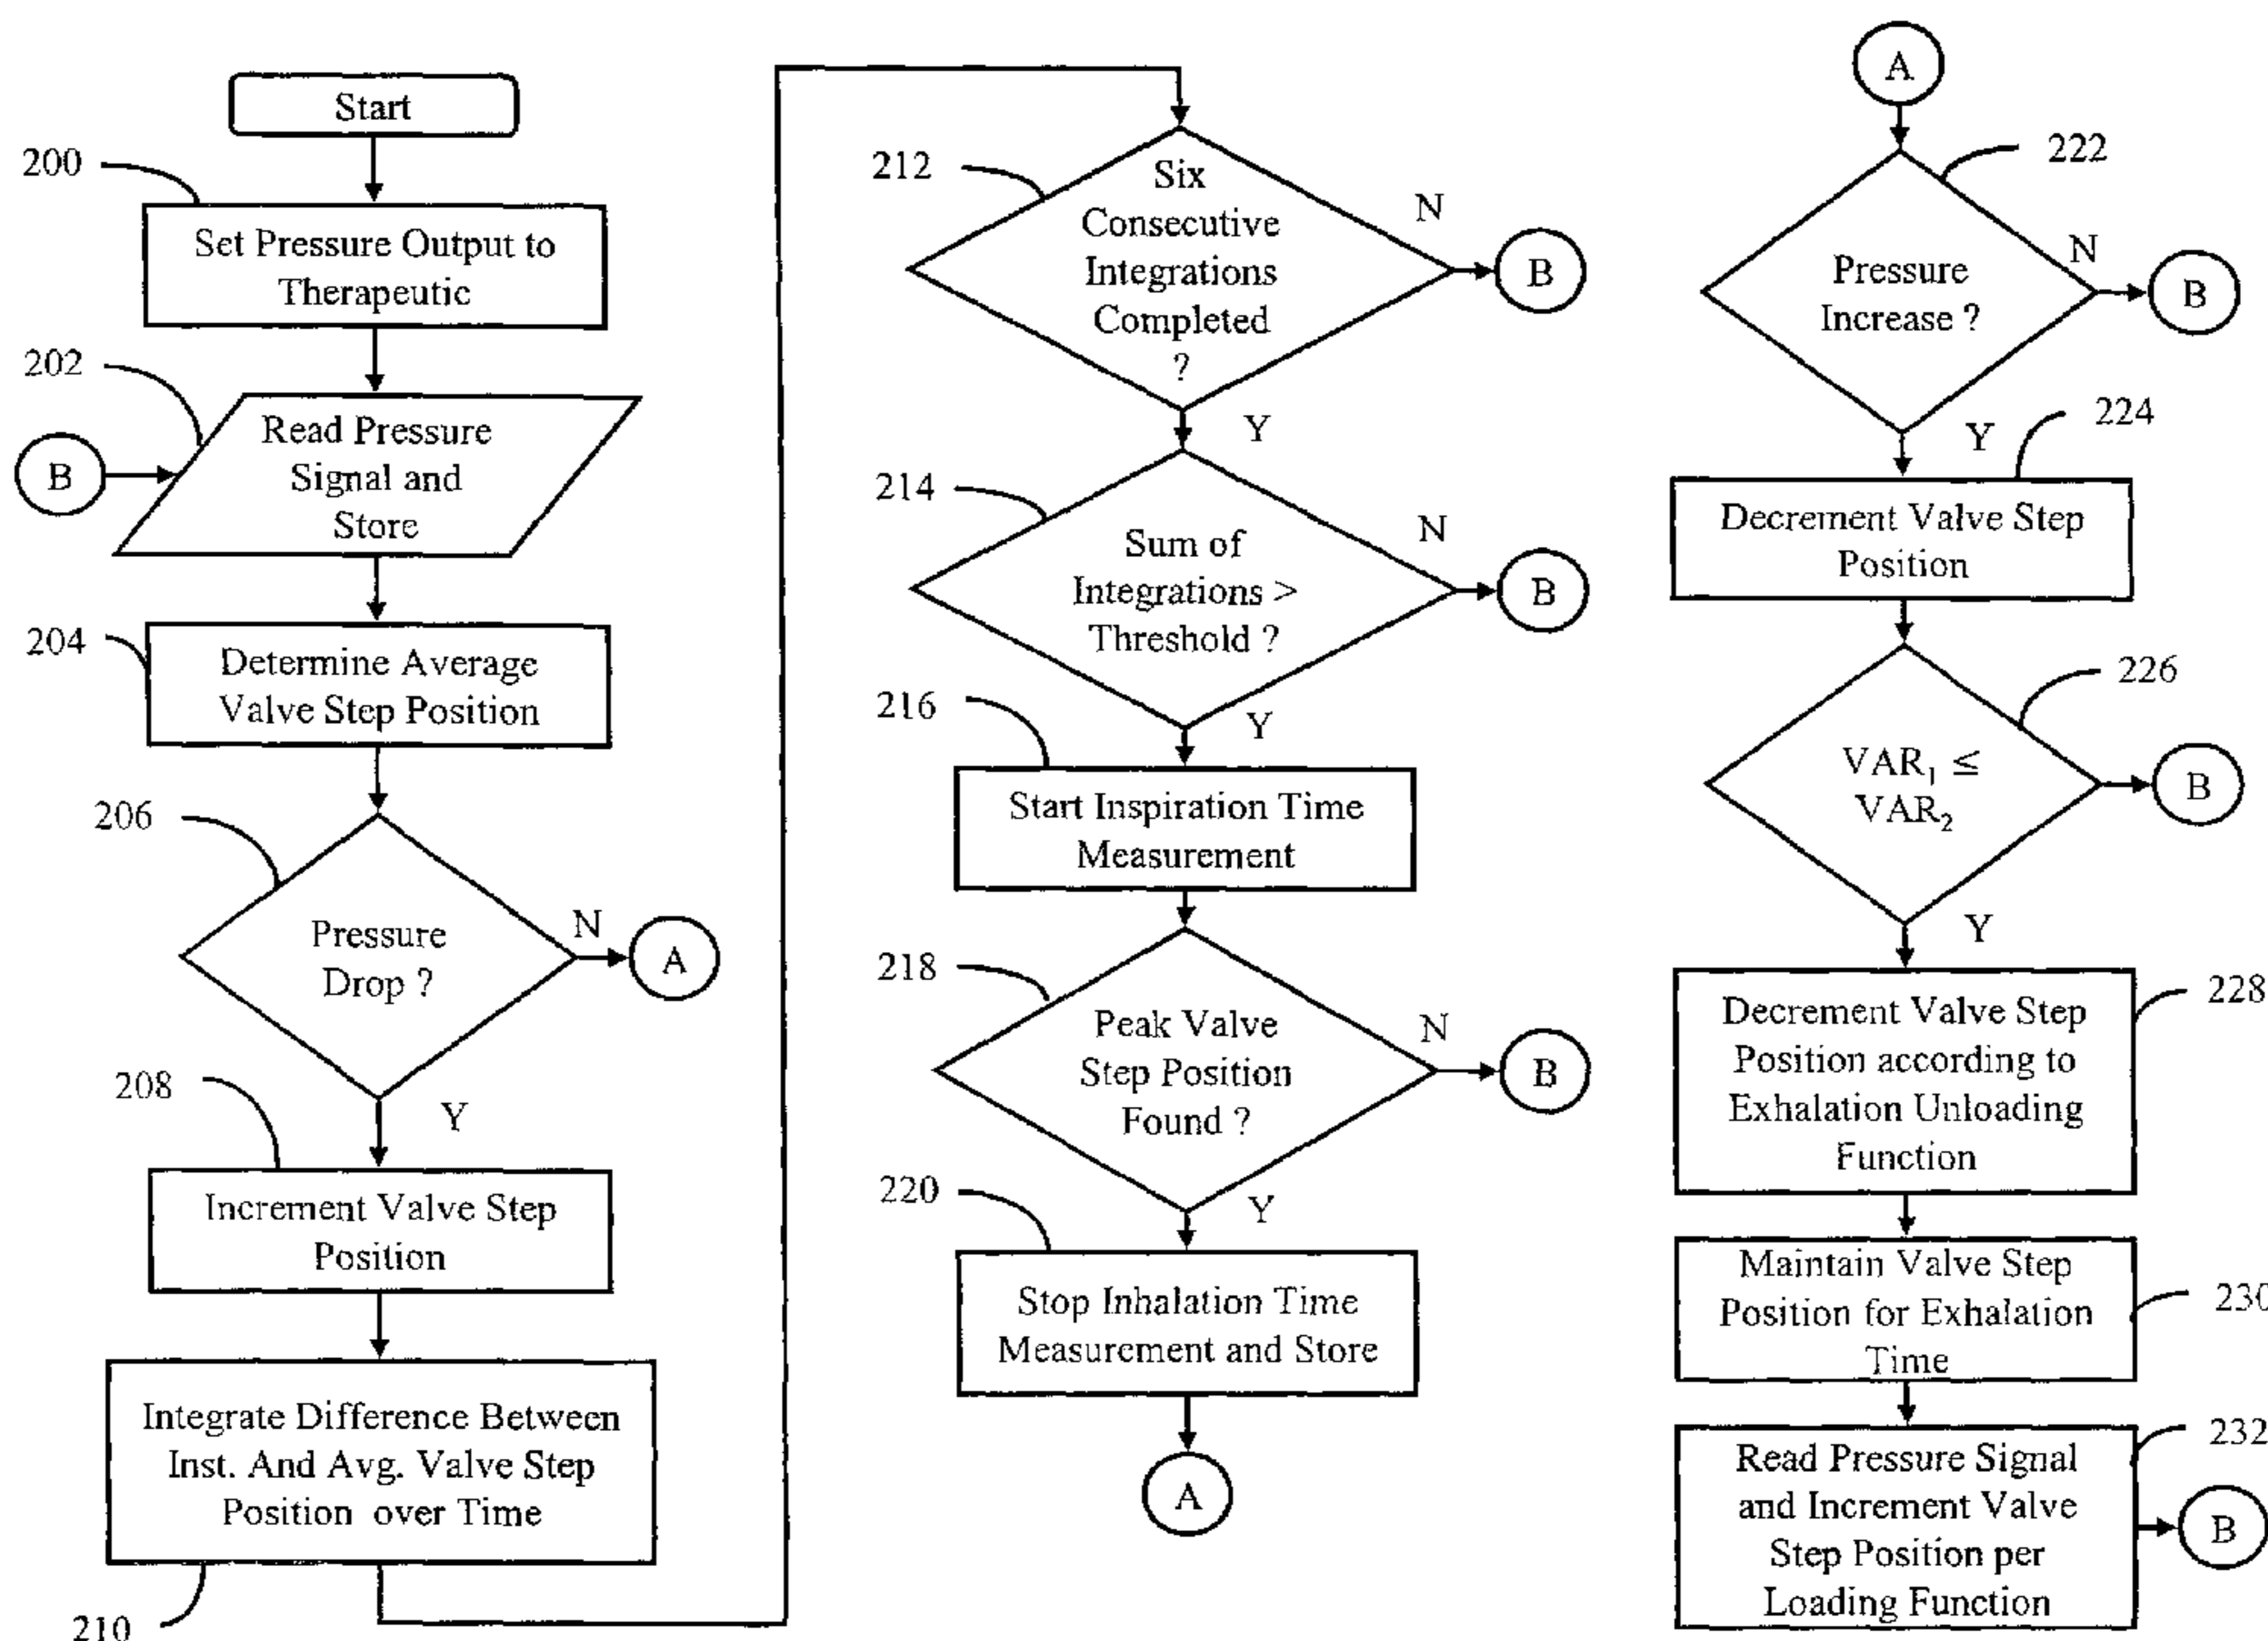 Start
200
Set Pressure Output to
Therapeutic
202
Read Pressure
Signal and
Store
B
204
Determine Average
Valve Step Position
206
Pressure
Drop ?
N
A
208
Y
Increment Valve Step
Position
Integrate Difference Between
Inst. And Avg. Valve Step
Position over Time
210
212
Six
Consecutive
Integrations
Completed
?
N
B
Y
214
Sum of
Integrations >
Threshold ?
N
B
216
Y
Start Inspiration Time
Measurement
218
Peak Valve
Step Position
Found ?
N
B
220
Y
Stop Inhalation Time
Measurement and Store
A
A
222
Pressure
Increase ?
N
B
Y
224
Decrement Valve Step
Position
226
VAR₁ ≤
VAR₂
B
Y
228
Decrement Valve Step
Position according to
Exhalation Unloading
Function
Maintain Valve Step
Position for Exhalation
Time
230
232
Read Pressure Signal
and Increment Valve
Step Position per
Loading Function
B